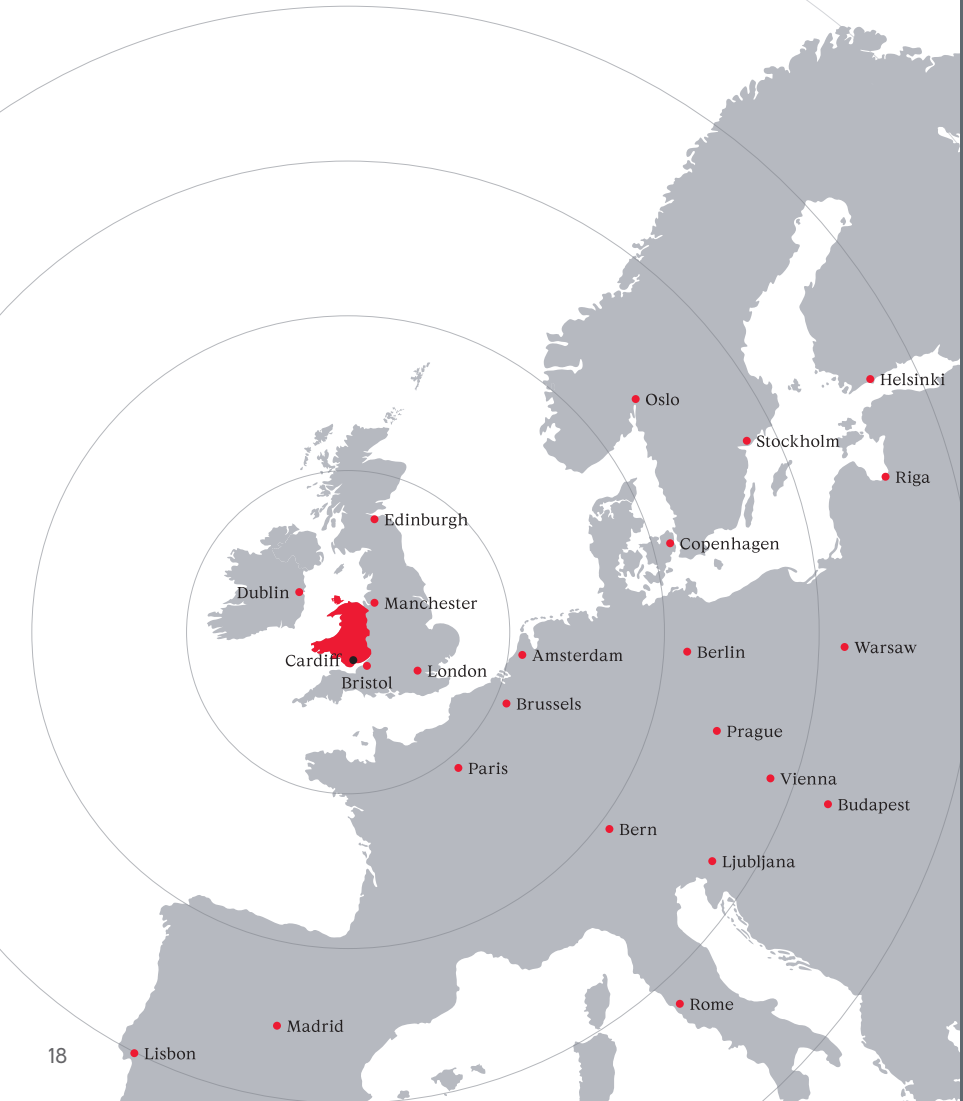 Helsinki
Oslo
Stockholm
Riga
Edinburgh
Copenhagen
Dublin
Manchester
Cardiff
Bristol
London
Amsterdam
Berlin
Warsaw
Brussels
Prague
Paris
Vienna
Budapest
Bern
Ljubljana
Rome
Madrid
Lisbon
18